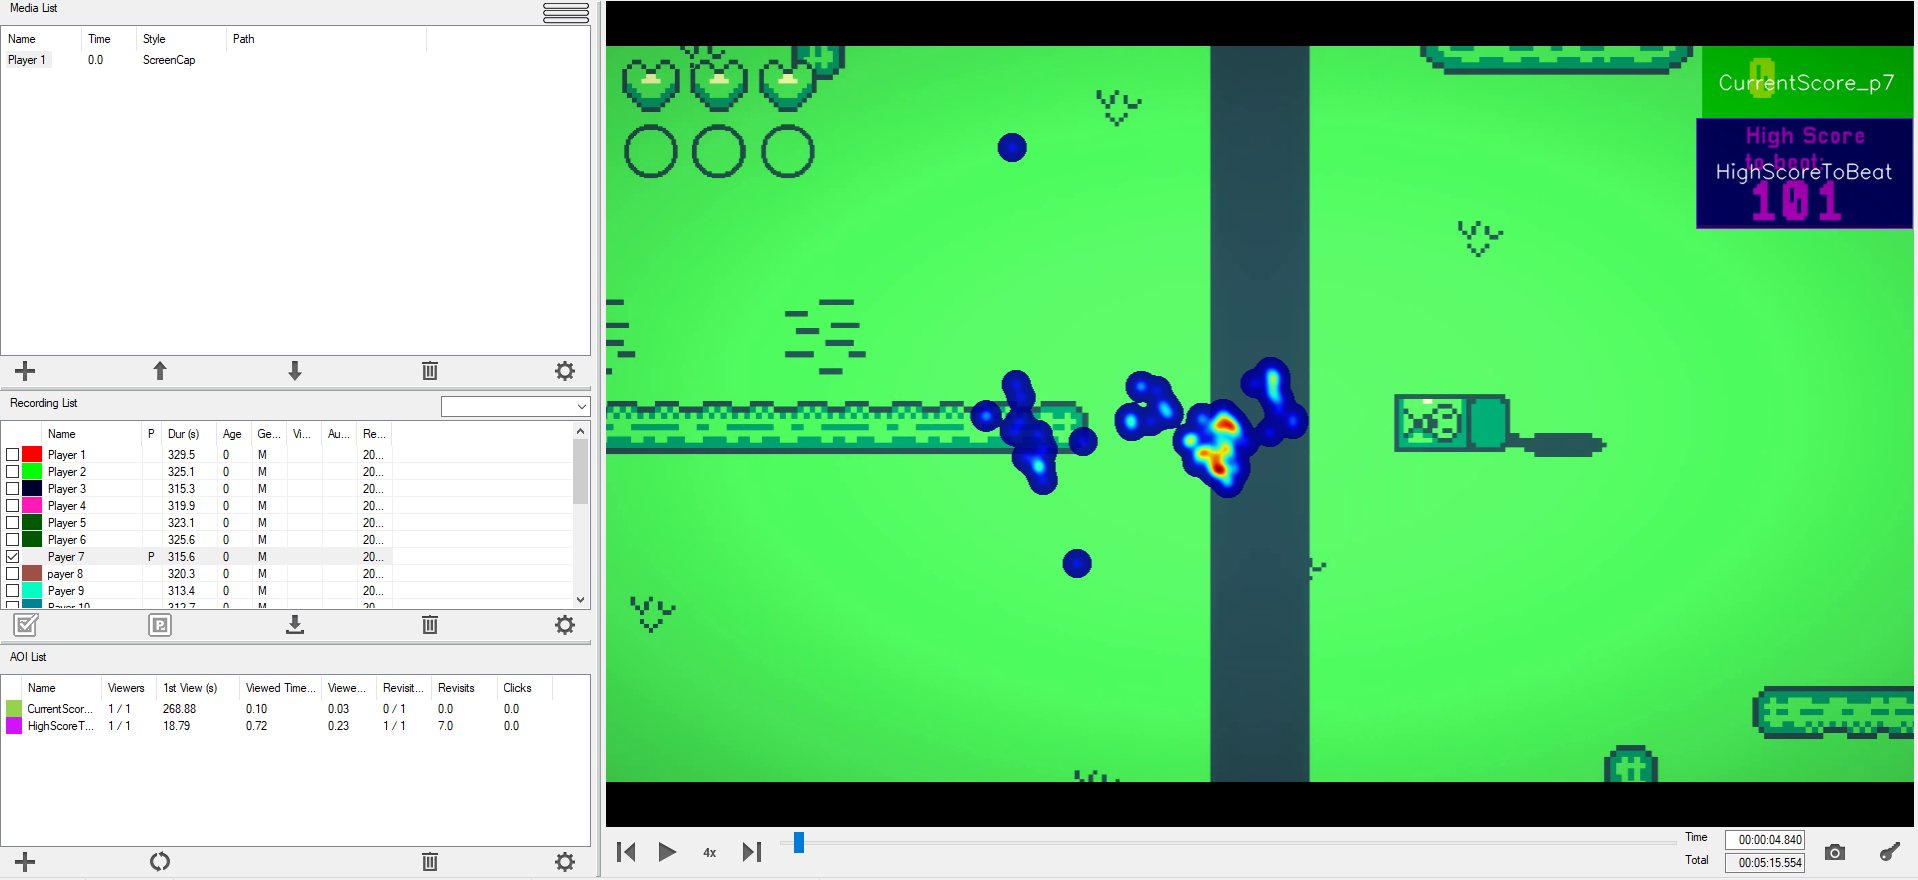 Media List
Name Time Style Path
Player 1 0.0 ScreenCap
Recording List
Name P Dur (s) Age Ge... Vi... Au... Re...
Player 1 329.5 0 M 20...
Player 2 325.1 0 M 20...
Player 3 315.3 0 M 20...
Player 4 319.9 0 M 20...
Player 5 323.1 0 M 20...
Player 6 325.6 0 M 20...
Payer 7 P 315.6 0 M 20...
payer 8 320.3 0 M 20...
Player 9 313.4 0 M 20...
Player 10 312.7 0 M 20
AOI List
Name Viewers 1st View (s) Viewed Time... Viewe... Revisit... Revisits Clicks
CurrentScor... 1 / 1 268.88 0.10 0.03 0 / 1 0.0 0.0
HighScoreT... 1 / 1 18.79 0.72 0.23 1 / 1 7.0 0.0
0
CurrentScore_p7
High Score
to beat:
HighScoreToBeat
101
4x
Time 00:00:04.840
Total 00:05:15.554